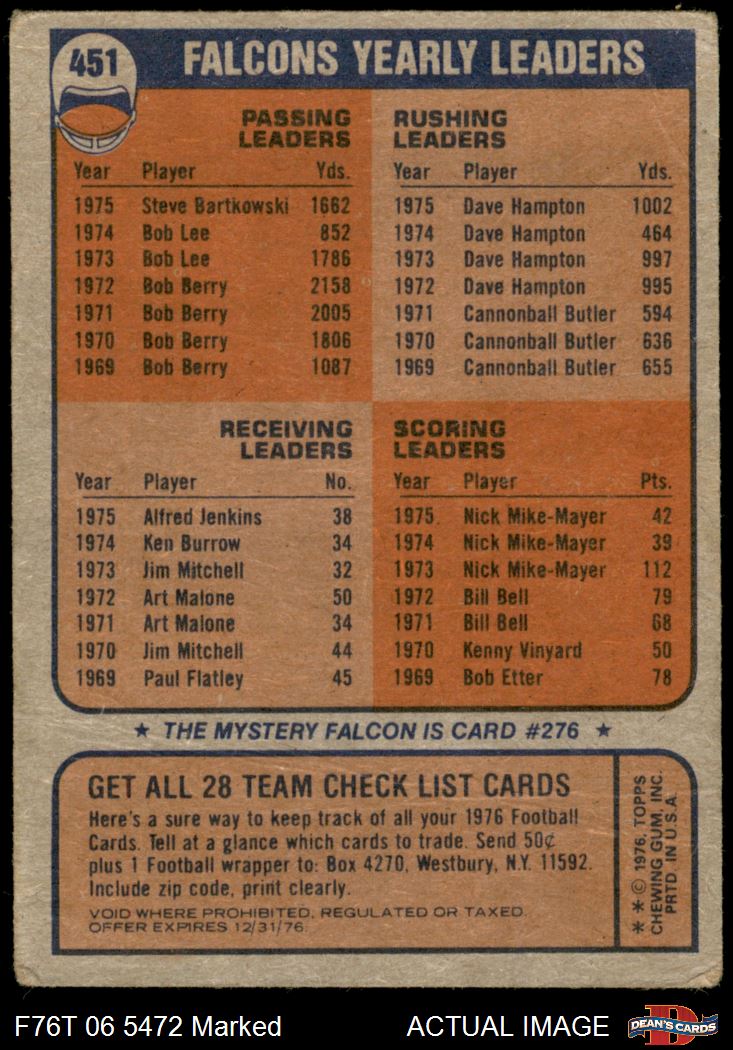 451
FALCONS YEARLY LEADERS
PASSING
LEADERS
Year Player Yds.
1975 Steve Bartkowski 1662
1974 Bob Lee 852
1973 Bob Lee 1786
1972 Bob Berry 2158
1971 Bob Berry 2005
1970 Bob Berry 1806
1969 Bob Berry 1087
RUSHING
LEADERS
Year Player Yds.
1975 Dave Hampton 1002
1974 Dave Hampton 464
1973 Dave Hampton 997
1972 Dave Hampton 995
1971 Cannonball Butler 594
1970 Cannonball Butler 636
1969 Cannonball Butler 655
RECEIVING
LEADERS
Year Player No.
1975 Alfred Jenkins 38
1974 Ken Burrow 34
1973 Jim Mitchell 32
1972 Art Malone 50
1971 Art Malone 34
1970 Jim Mitchell 44
1969 Paul Flatley 45
SCORING
LEADERS
Year Player Pts.
1975 Nick Mike-Mayer 42
1974 Nick Mike-Mayer 39
1973 Nick Mike-Mayer 112
1972 Bill Bell 79
1971 Bill Bell 68
1970 Kenny Vinyard 50
1969 Bob Etter 78
★ THE MYSTERY FALCON IS CARD #276 ★
GET ALL 28 TEAM CHECK LIST CARDS
Here's a sure way to keep track of all your 1976 Football
Cards. Tell at a glance which cards to trade. Send 50¢
plus 1 Football wrapper to: Box 4270, Westbury, N.Y. 11592.
Include zip code, print clearly.
VOID WHERE PROHIBITED, REGULATED OR TAXED.
OFFER EXPIRES 12/31/76.
* * © 1976, TOPPS
CHEWING GUM, INC.
PRTD. IN U.S.A.
F76T 06 5472 Marked
ACTUAL IMAGE
D
DEAN'S CARDS